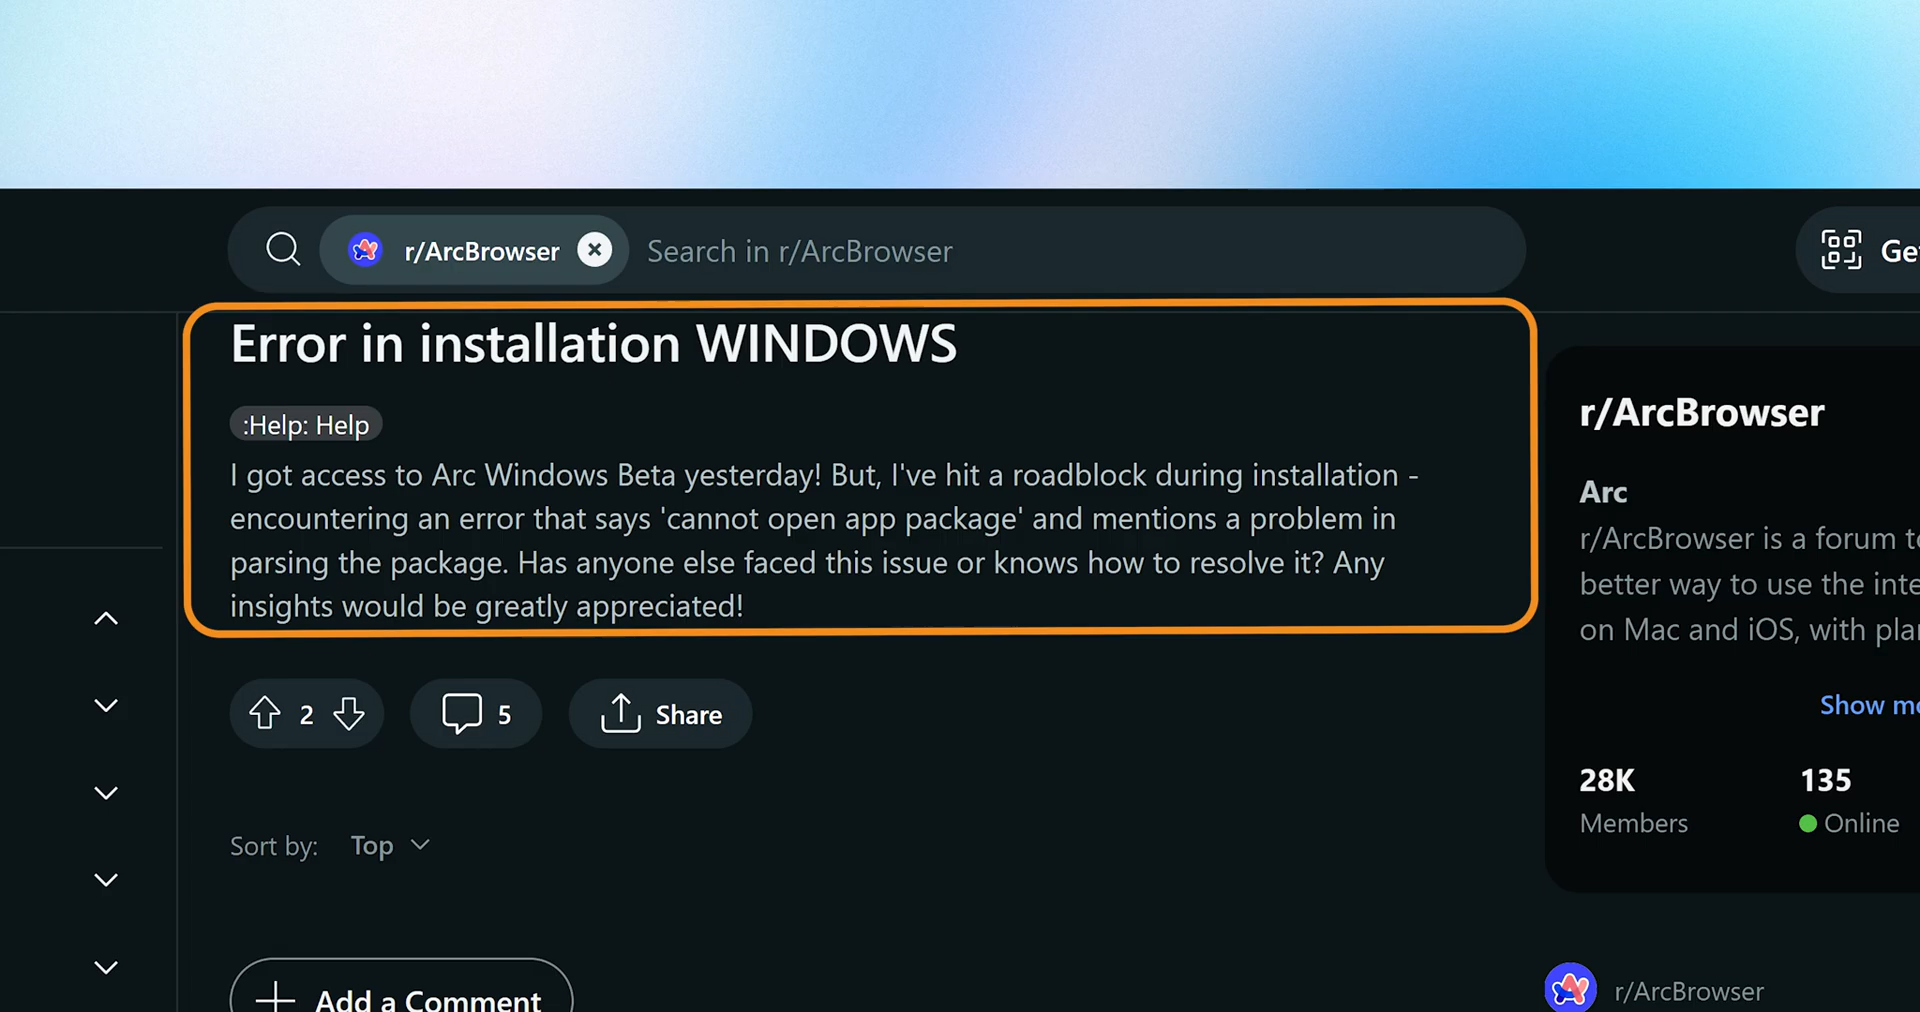 r/ArcBrowser
Search in r/ArcBrowser
Error in installation WINDOWS
:Help: Help
I got access to Arc Windows Beta yesterday! But, I've hit a roadblock during installation -
encountering an error that says 'cannot open app package' and mentions a problem in
parsing the package. Has anyone else faced this issue or knows how to resolve it? Any
insights would be greatly appreciated!
2
5
Share
Sort by: Top
Add a Comment
r/ArcBrowser
Arc
r/ArcBrowser is a forum
better way to use the
on Mac and iOS, with
Show
28K
135
Members
Online
r/ArcBrowser